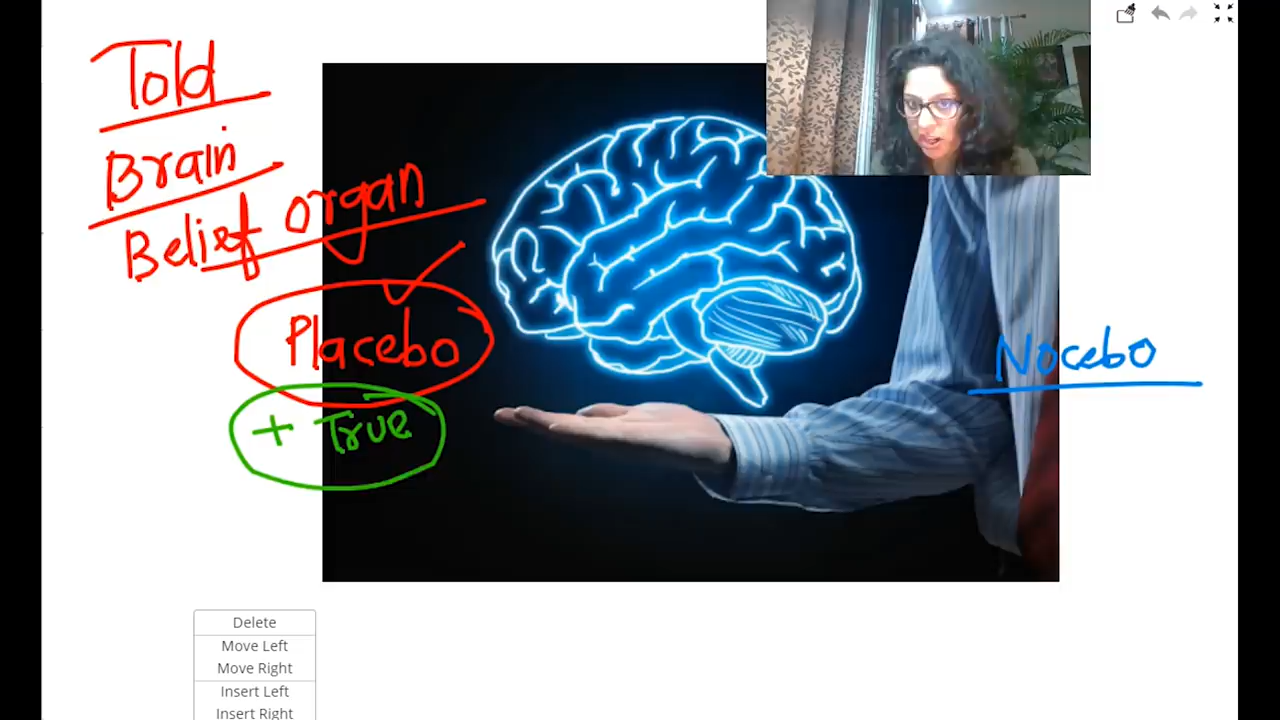 Told
Brain
Belief organ
Placebo
+ True
Nocebo
Delete
Move Left
Move Right
Insert Left
Insert Right